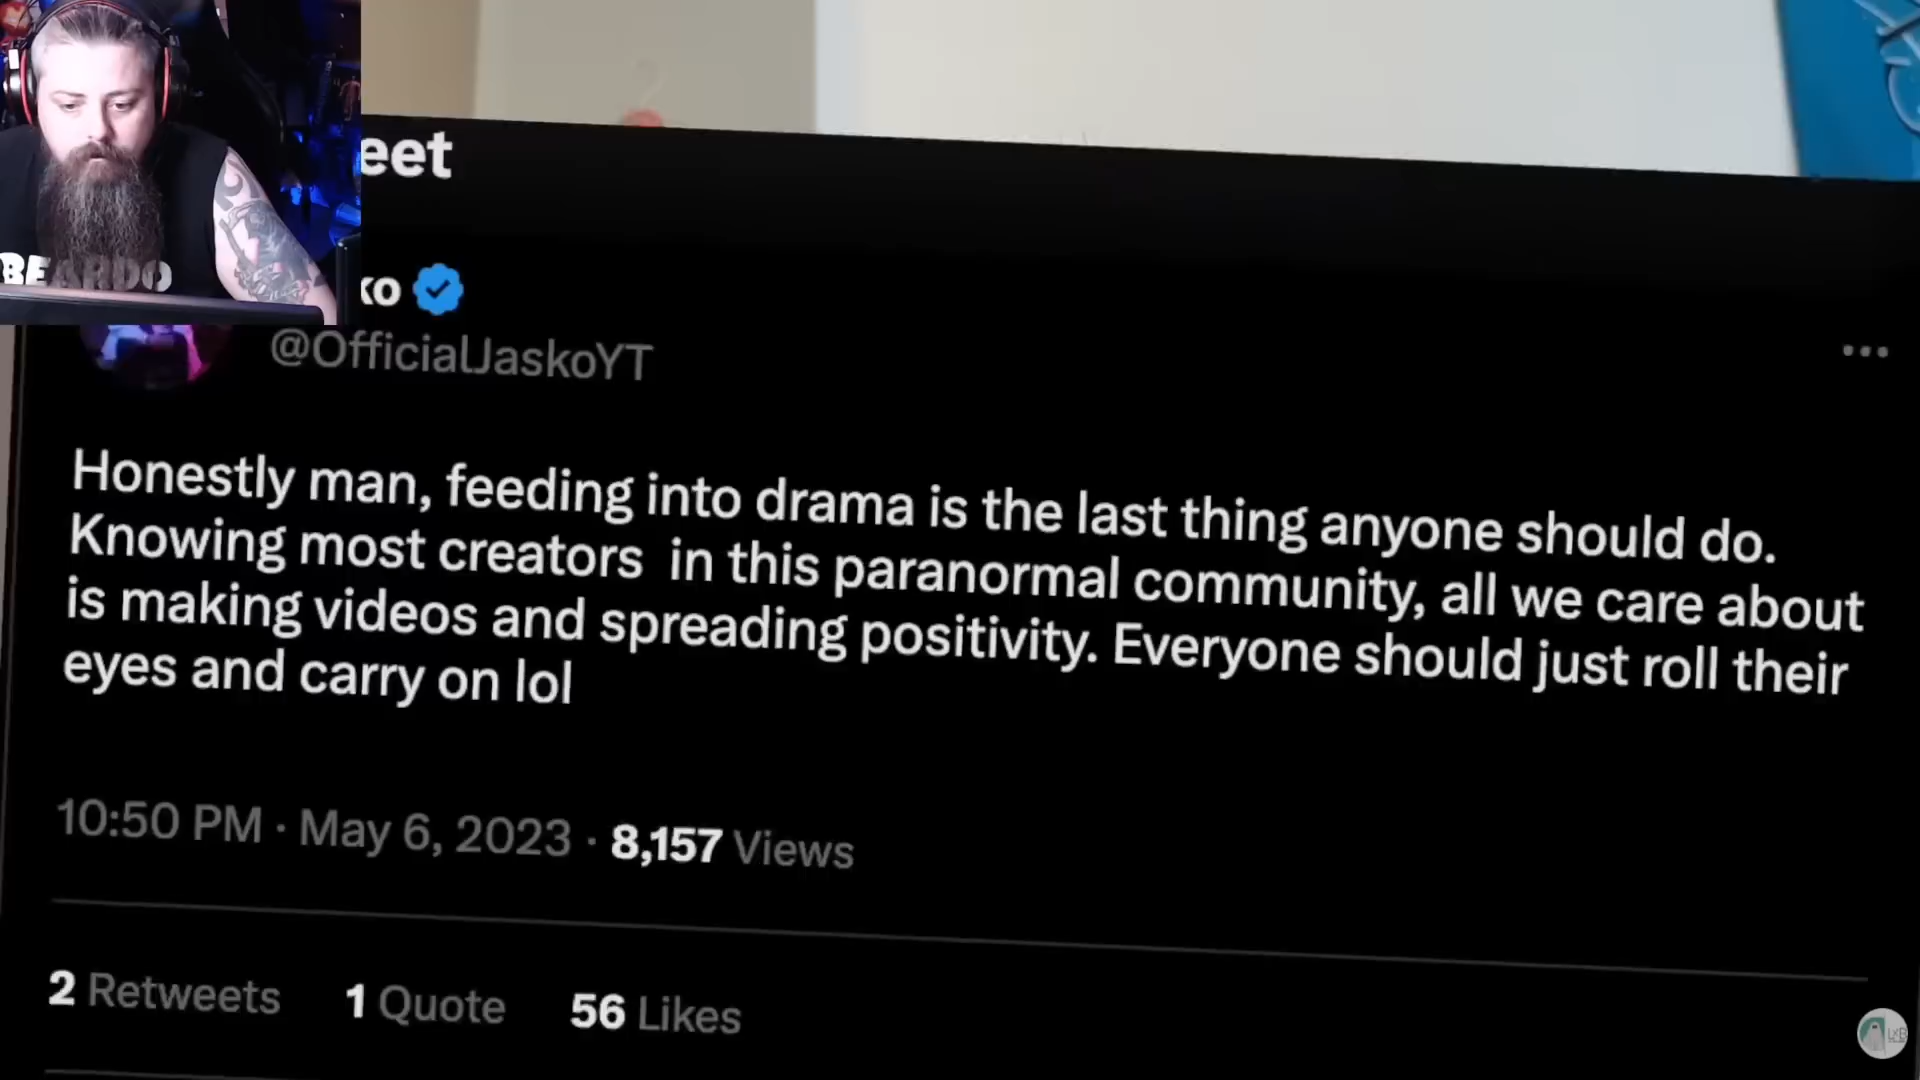 BEARDO
eet
ko
@OfficialJaskoYT
Honestly man, feeding into drama is the last thing anyone should do.
Knowing most creators in this paranormal community, all we care about
is making videos and spreading positivity. Everyone should just roll their
eyes and carry on lol
10:50 PM · May 6, 2023 · 8,157 Views
2 Retweets 1 Quote 56 Likes